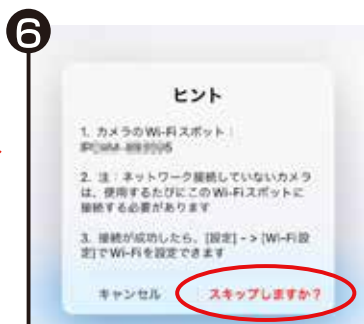 6
ヒント
1. カメラのWi-Fiスポット：
2. 注：ネットワーク接続していないカメラ
は、使用するたびにこのWi-Fiスポットに
接続する必要があります
3. 接続が成功したら、[設定] -> [Wi-Fi設
定]でWi-Fiを設定できます
キャンセル スキップしますか？